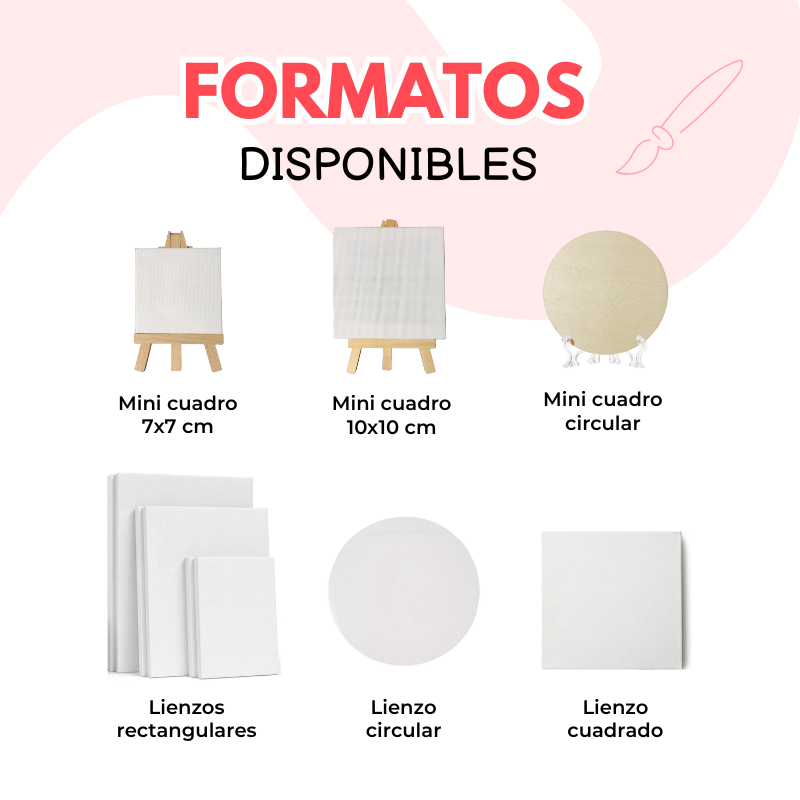 FORMATOS
DISPONIBLES
Mini cuadro
7x7 cm
Mini cuadro
10x10 cm
Mini cuadro
circular
Lienzos
rectangulares
Lienzo
circular
Lienzo
cuadrado